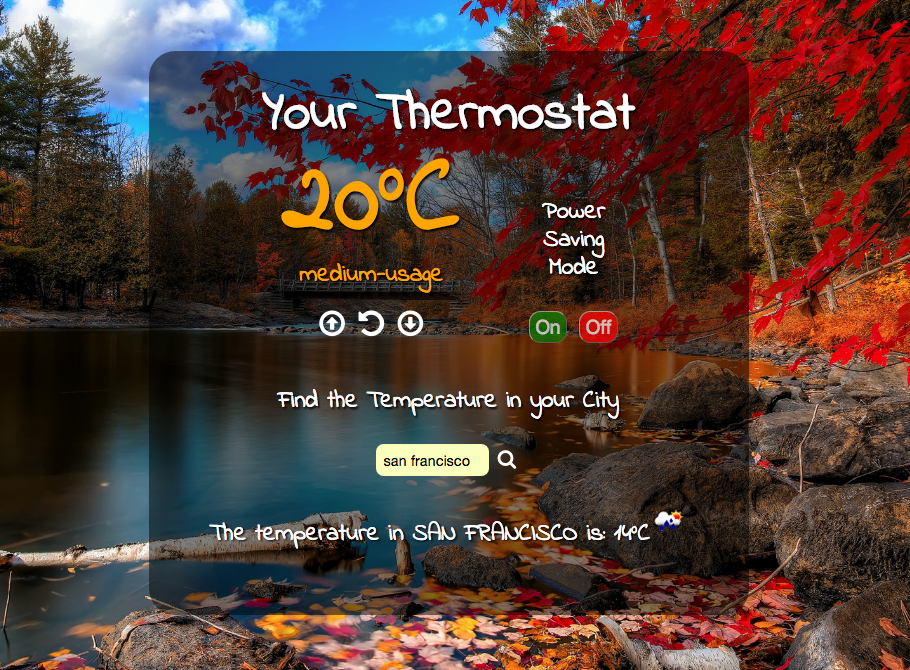 Your Thermostat
20°C
medium-usage
Power
Saving
Mode
On Off
Find the Temperature in your City
san francisco
The temperature in SAN FRANCISCO is: 14°C